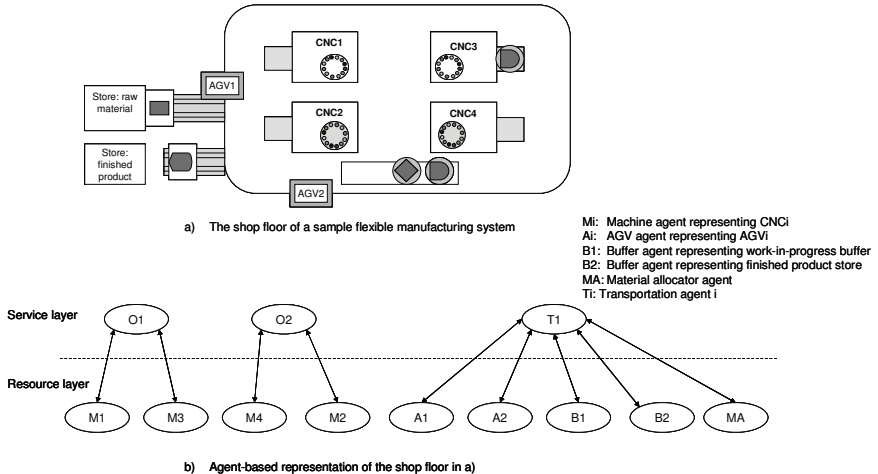 CNC1
CNC3
AGV1
Store: raw
material
CNC2
CNC4
Store:
finished
product
AGV2
a) The shop floor of a sample flexible manufacturing system
Mi: Machine agent representing CNCi
Ai: AGV agent representing AGVi
B1: Buffer agent representing work-in-progress buffer
B2: Buffer agent representing finished product store
MA: Material allocator agent
Ti: Transportation agent i
Service layer
O1
O2
T1
Resource layer
M1
M3
M4
M2
A1
A2
B1
B2
MA
b) Agent-based representation of the shop floor in a)